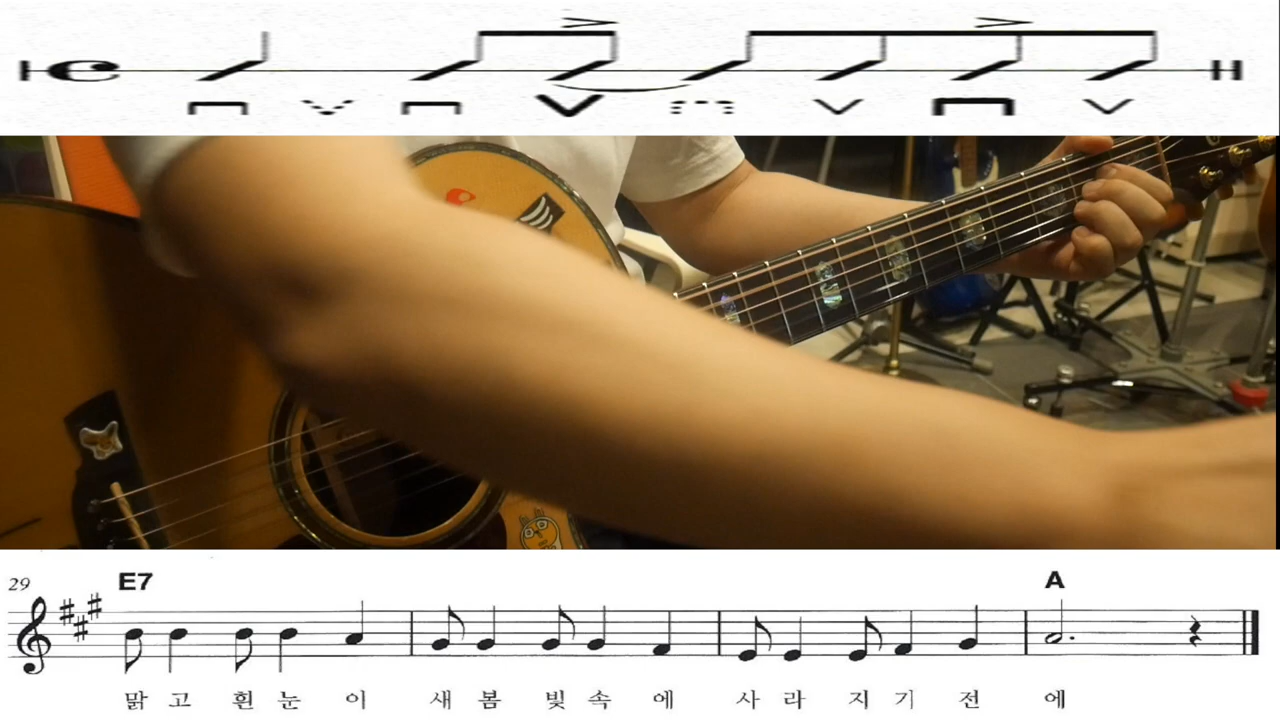 29 E7 A
맑 고 흰 눈 이 새 봄 빛 속 에 사 라 지 기 전 에